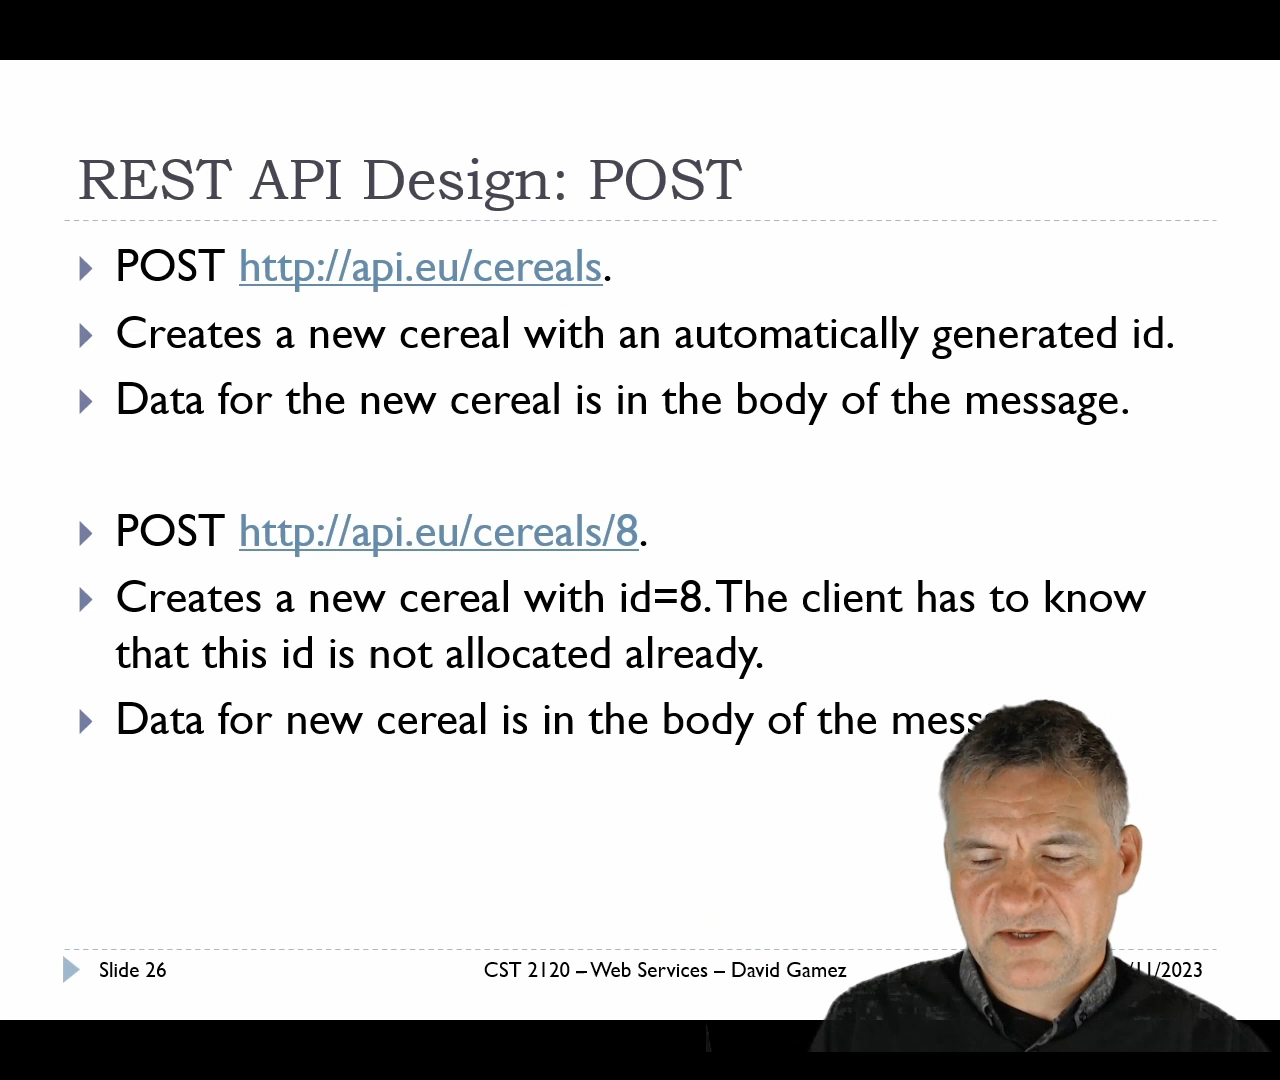 REST API Design: POST
POST http://api.eu/cereals.
Creates a new cereal with an automatically generated id.
Data for the new cereal is in the body of the message.
POST http://api.eu/cereals/8.
Creates a new cereal with id=8. The client has to know
that this id is not allocated already.
Data for new cereal is in the body of the
Slide 26
CST 2120 – Web Services – David Gamez
/11/2023